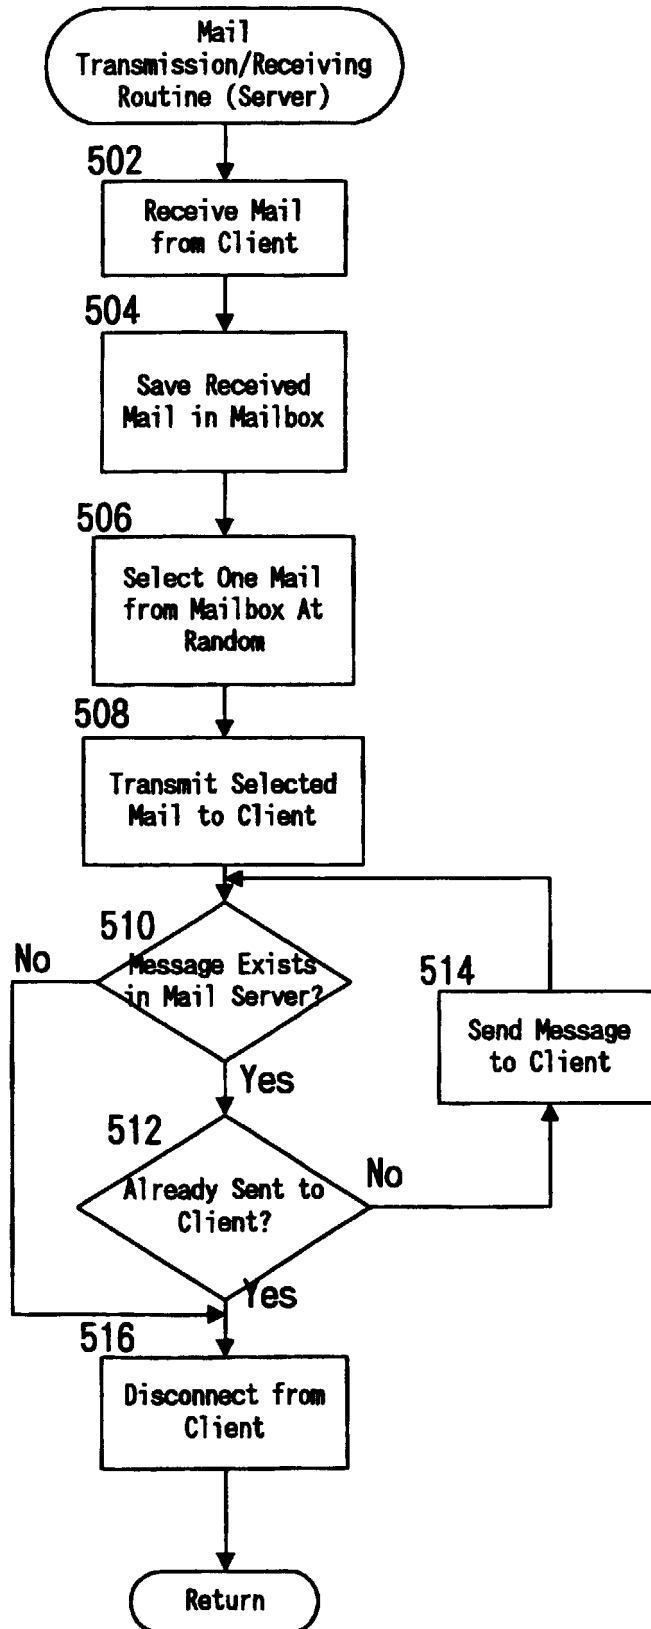 Mail
Transmission/Receiving
Routine (Server)
502
Receive Mail
from Client
504
Save Received
Mail in Mailbox
506
Select One Mail
from Mailbox At
Random
508
Transmit Selected
Mail to Client
510
No
Message Exists
in Mail Server?
514
Send Message
to Client
Yes
512
Already Sent to
Client?
No
Yes
516
Disconnect from
Client
Return